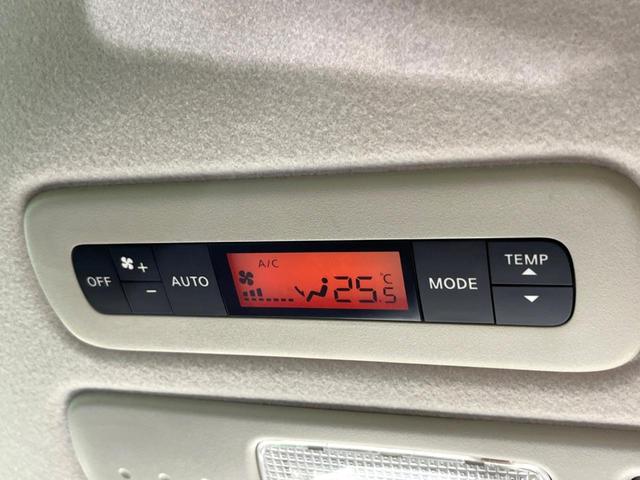 OFF
+
-
AUTO
A/C
25.5°C
MODE
TEMP